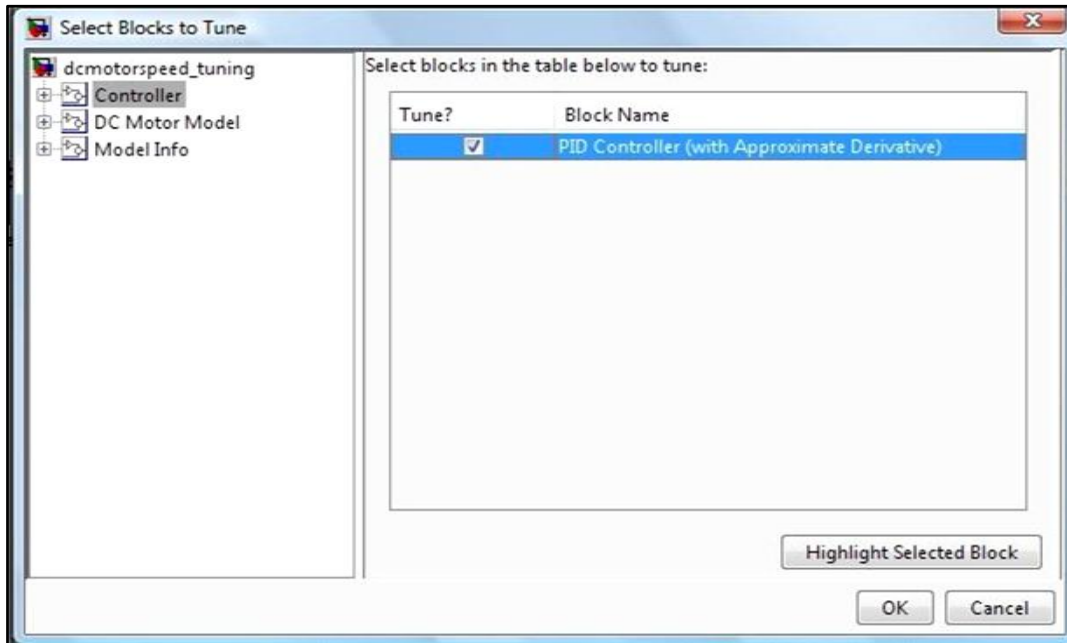 Select Blocks to Tune
dcmotorspeed_tuning
Controller
DC Motor Model
Model Info
Select blocks in the table below to tune:
Tune? Block Name
PID Controller (with Approximate Derivative)
Highlight Selected Block
OK Cancel